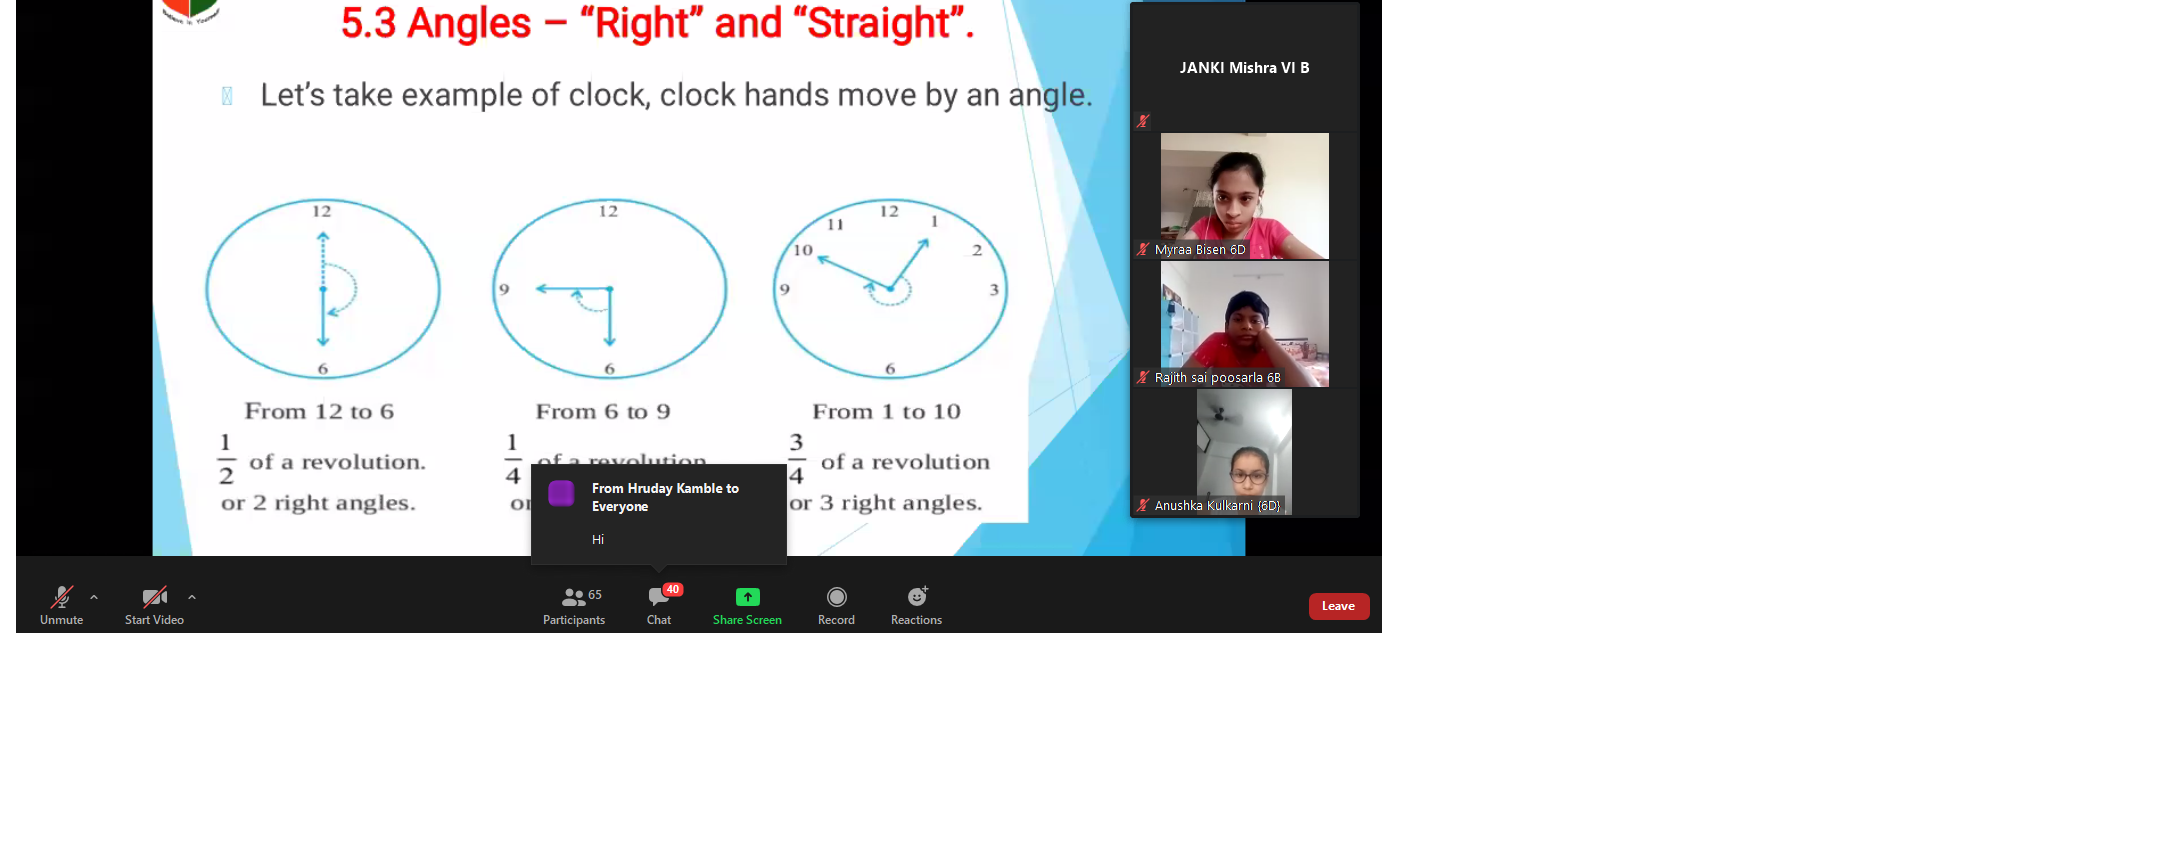 Believe in Yourself
5.3 Angles – “Right” and “Straight”.
Let’s take example of clock, clock hands move by an angle.
12
6
12
9
6
12
11
1
10
2
9
3
6
From 12 to 6
1
2
of a revolution.
or 2 right angles.
From 6 to 9
1
4
of a revolution
or
From 1 to 10
3
4
of a revolution
or 3 right angles.
JANKI Mishra VI B
Myraa Bisen 6D
Rajith sai poosarla 6B
Anushka Kulkarni {6D}
From Hruday Kamble to
Everyone
Hi
Unmute
Start Video
65
Participants
40
Chat
Share Screen
Record
Reactions
Leave